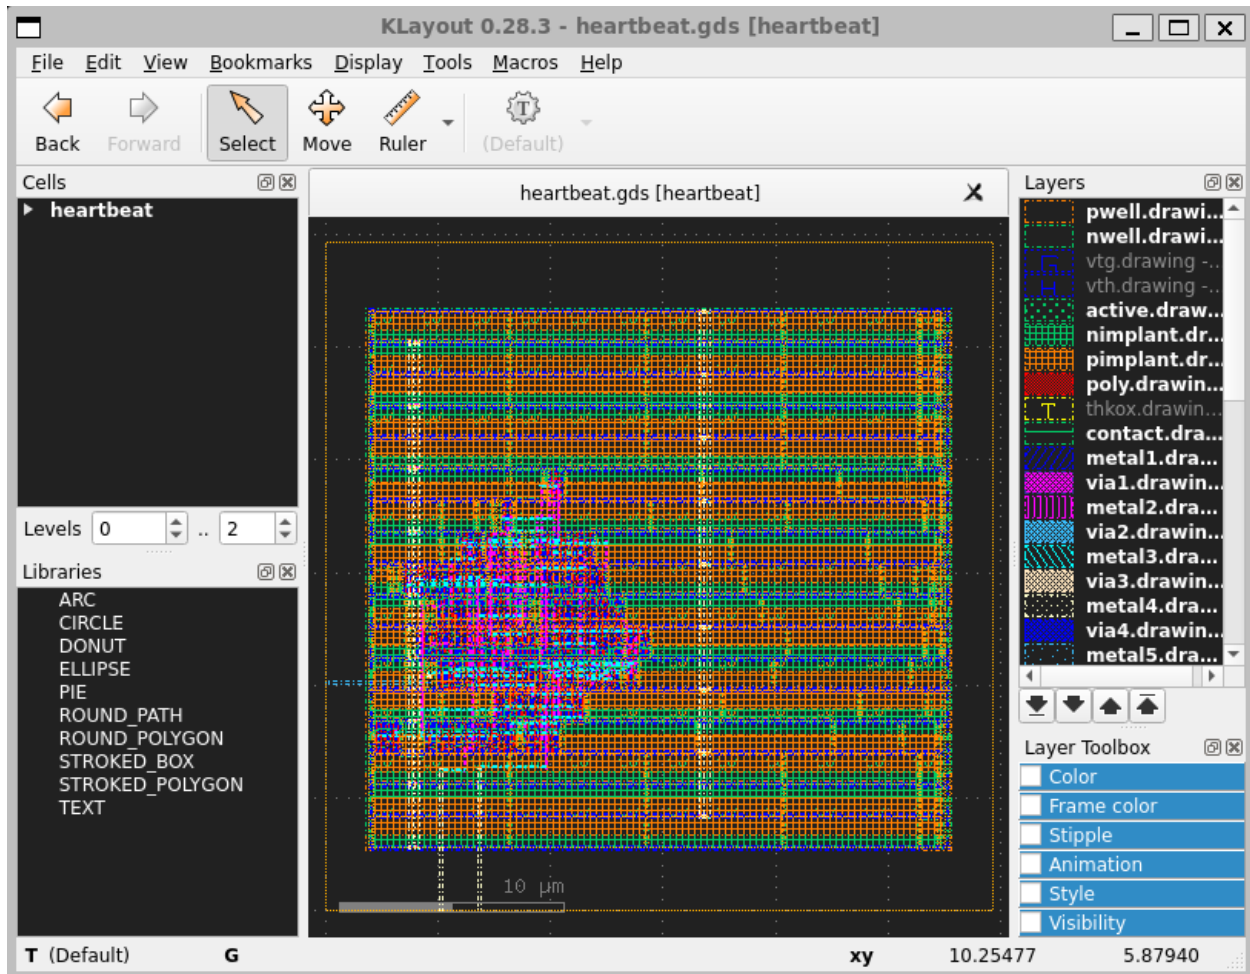 KLayout 0.28.3 - heartbeat.gds [heartbeat]
File Edit View Bookmarks Display Tools Macros Help
Back Forward Select Move Ruler (Default)
Cells
heartbeat
Levels 0 .. 2
Libraries
ARC
CIRCLE
DONUT
ELLIPSE
PIE
ROUND_PATH
ROUND_POLYGON
STROKED_BOX
STROKED_POLYGON
TEXT
heartbeat.gds [heartbeat]
10 µm
Layers
pwell.drawi...
nwell.drawi...
vtg.drawing -..
vth.drawing -..
active.draw...
nimplant.dr...
pimplant.dr...
poly.drawin...
thkox.drawin...
contact.dra...
metal1.dra...
via1.drawin...
metal2.dra...
via2.drawin...
metal3.dra...
via3.drawin...
metal4.dra...
via4.drawin...
metal5.dra...
Layer Toolbox
Color
Frame color
Stipple
Animation
Style
Visibility
T (Default) G xy 10.25477 5.87940